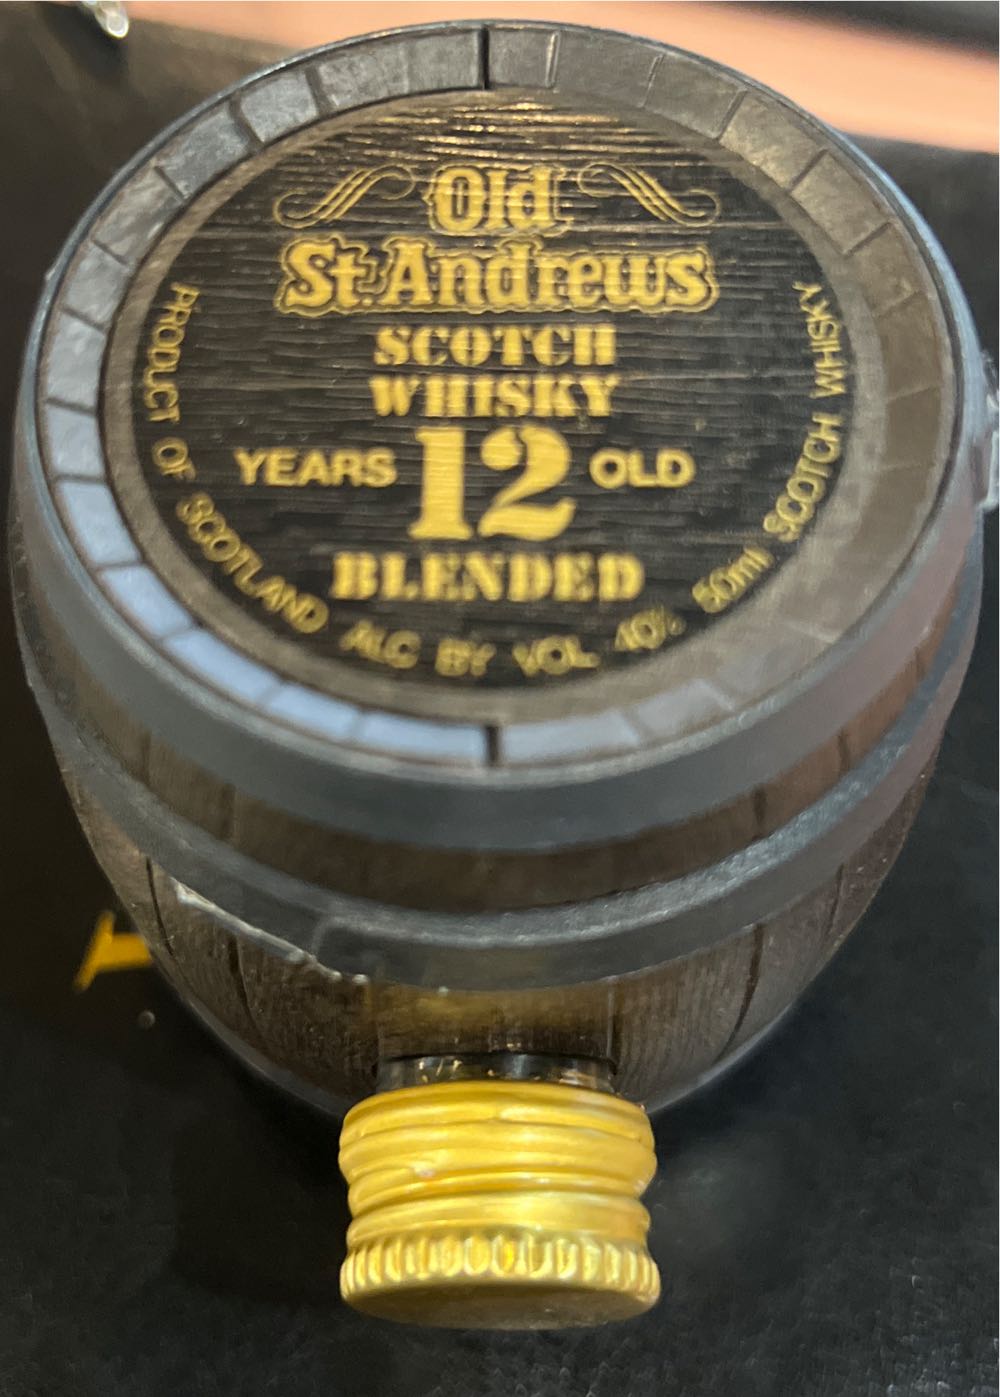 Old
St. Andrews
SCOTCH
WHISKY
YEARS 12 OLD
BLENDED
PRODUCT OF SCOTLAND ALC BY VOL 40% 50ml SCOTCH WHISKY